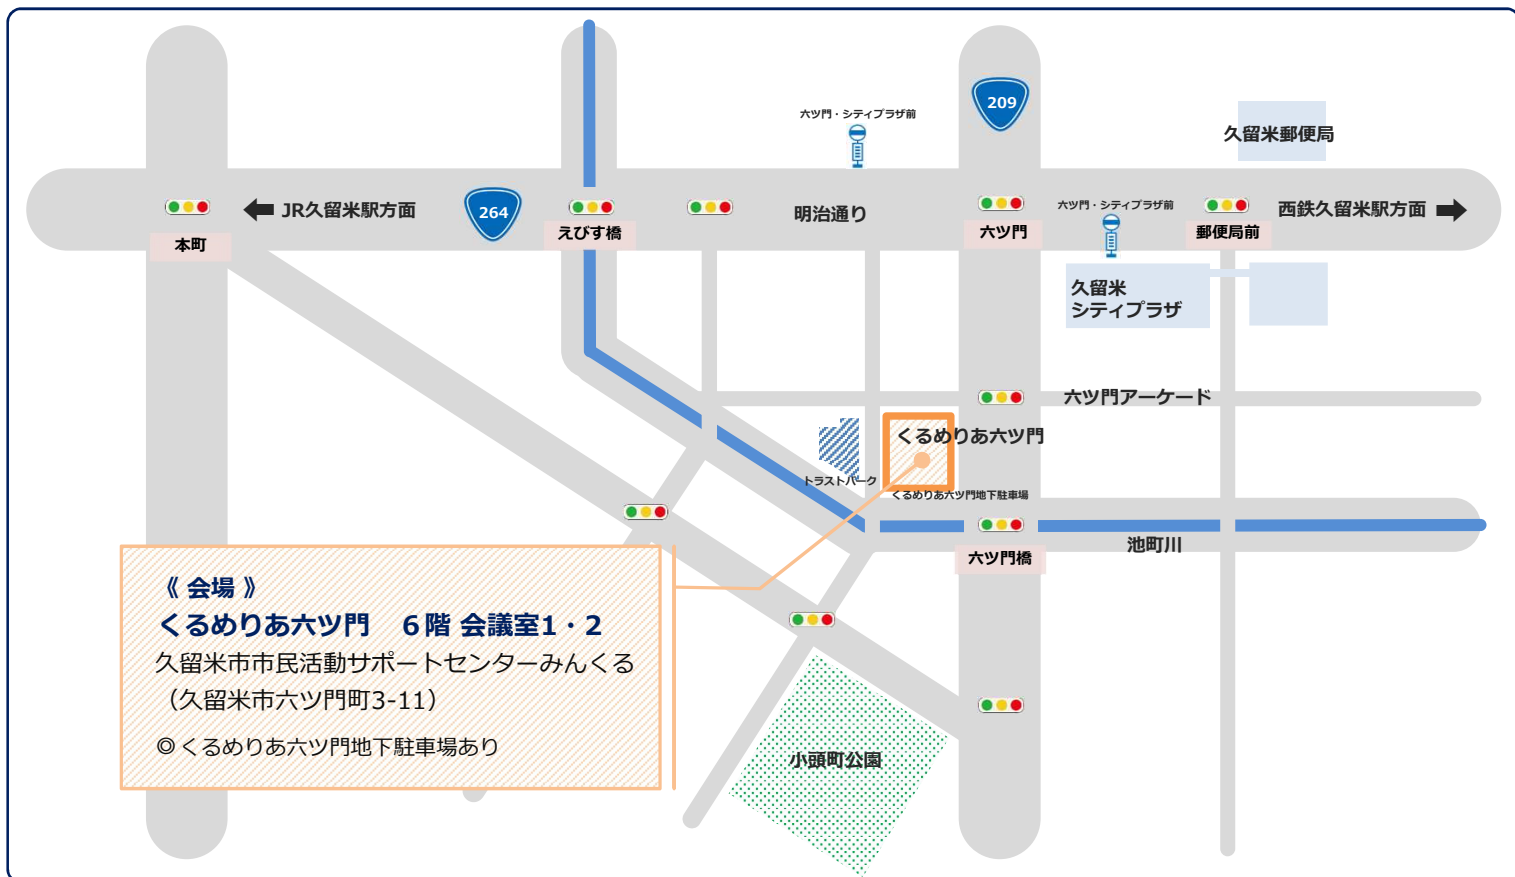 209
六ツ門・シティプラザ前
久留米郵便局
JR久留米駅方面
264
明治通り
六ツ門・シティプラザ前
西鉄久留米駅方面
本町
えびす橋
六ツ門
郵便局前
久留米
シティプラザ
六ツ門アーケード
くるめりあ六ツ門
トラストパーク
くるめりあ六ツ門地下駐車場
六ツ門橋
池町川
《 会場 》
くるめりあ六ツ門　６階 会議室1・2
久留米市市民活動サポートセンターみんくる
（久留米市六ツ門町3-11）
◎くるめりあ六ツ門地下駐車場あり
小頭町公園